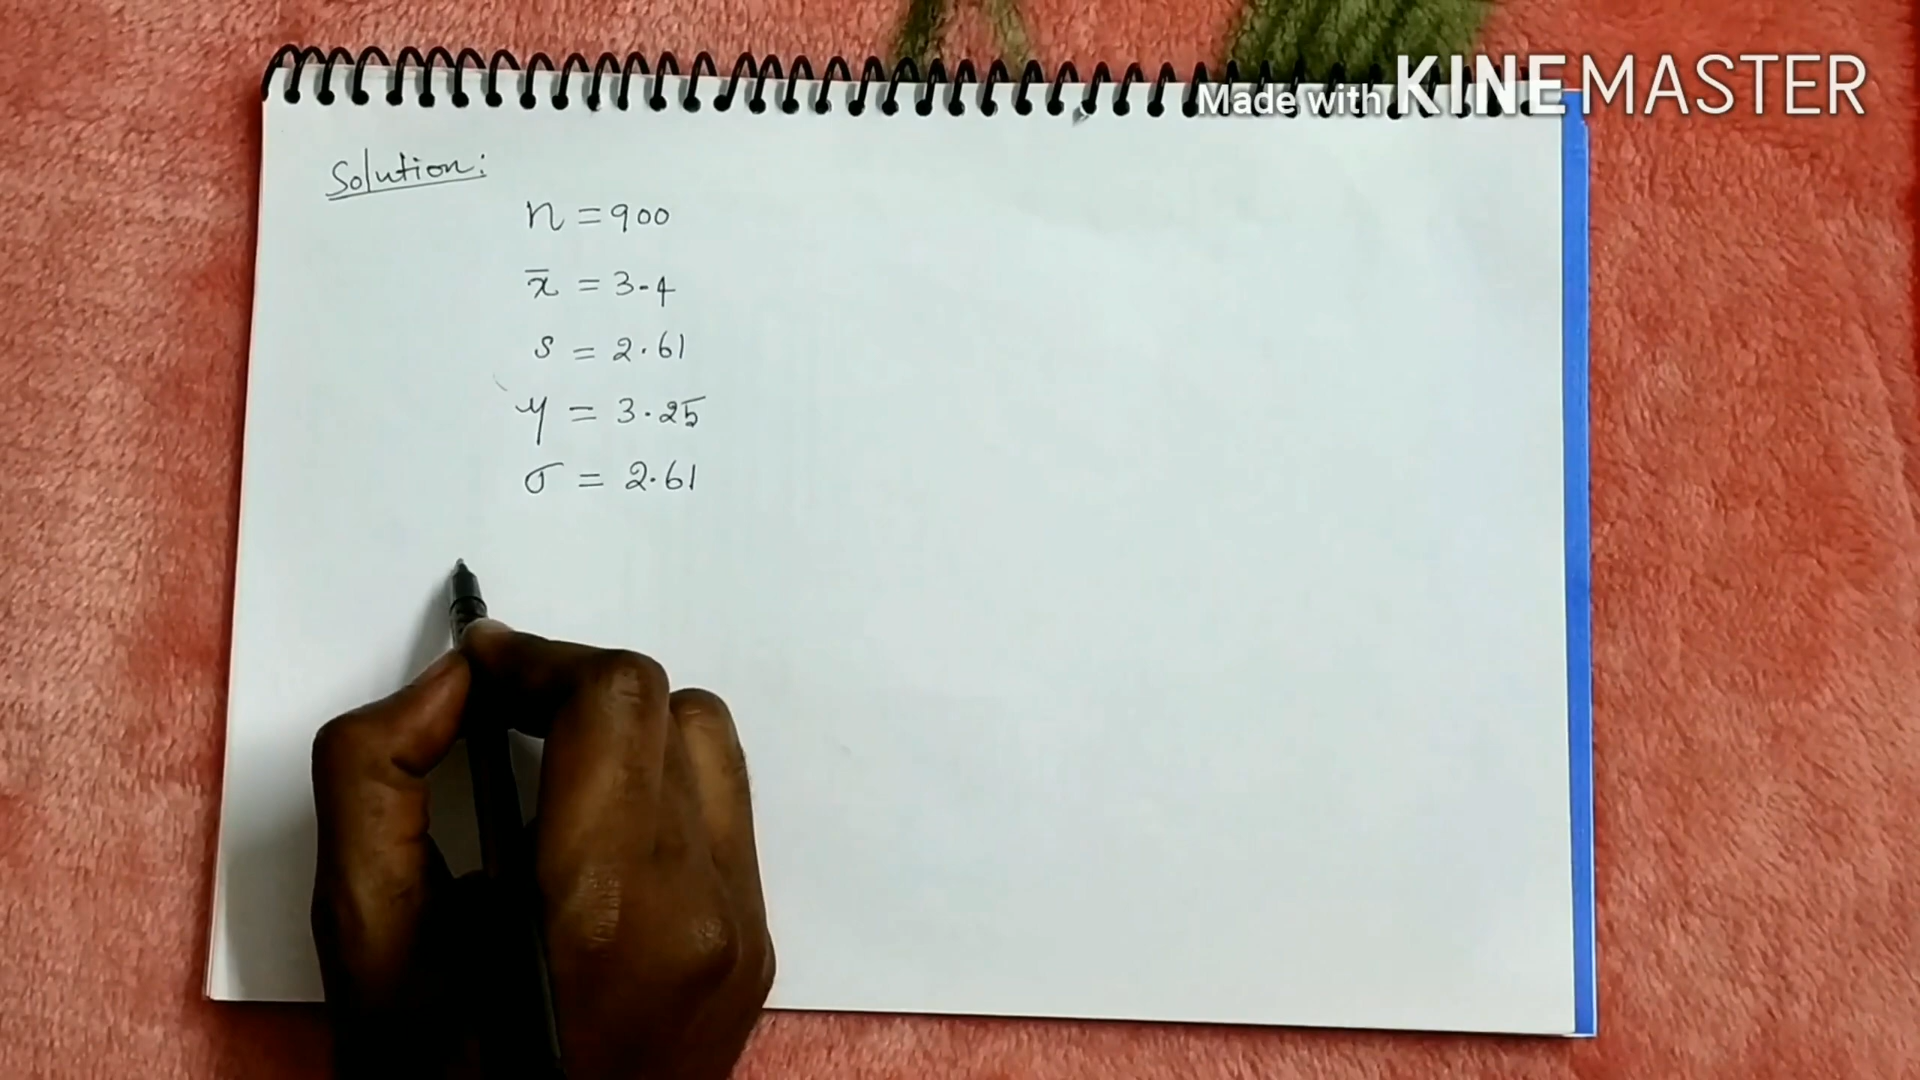 Made with KINEMASTER
Solution:
n = 900
x̄ = 3.4
s = 2.61
μ = 3.25
σ = 2.61